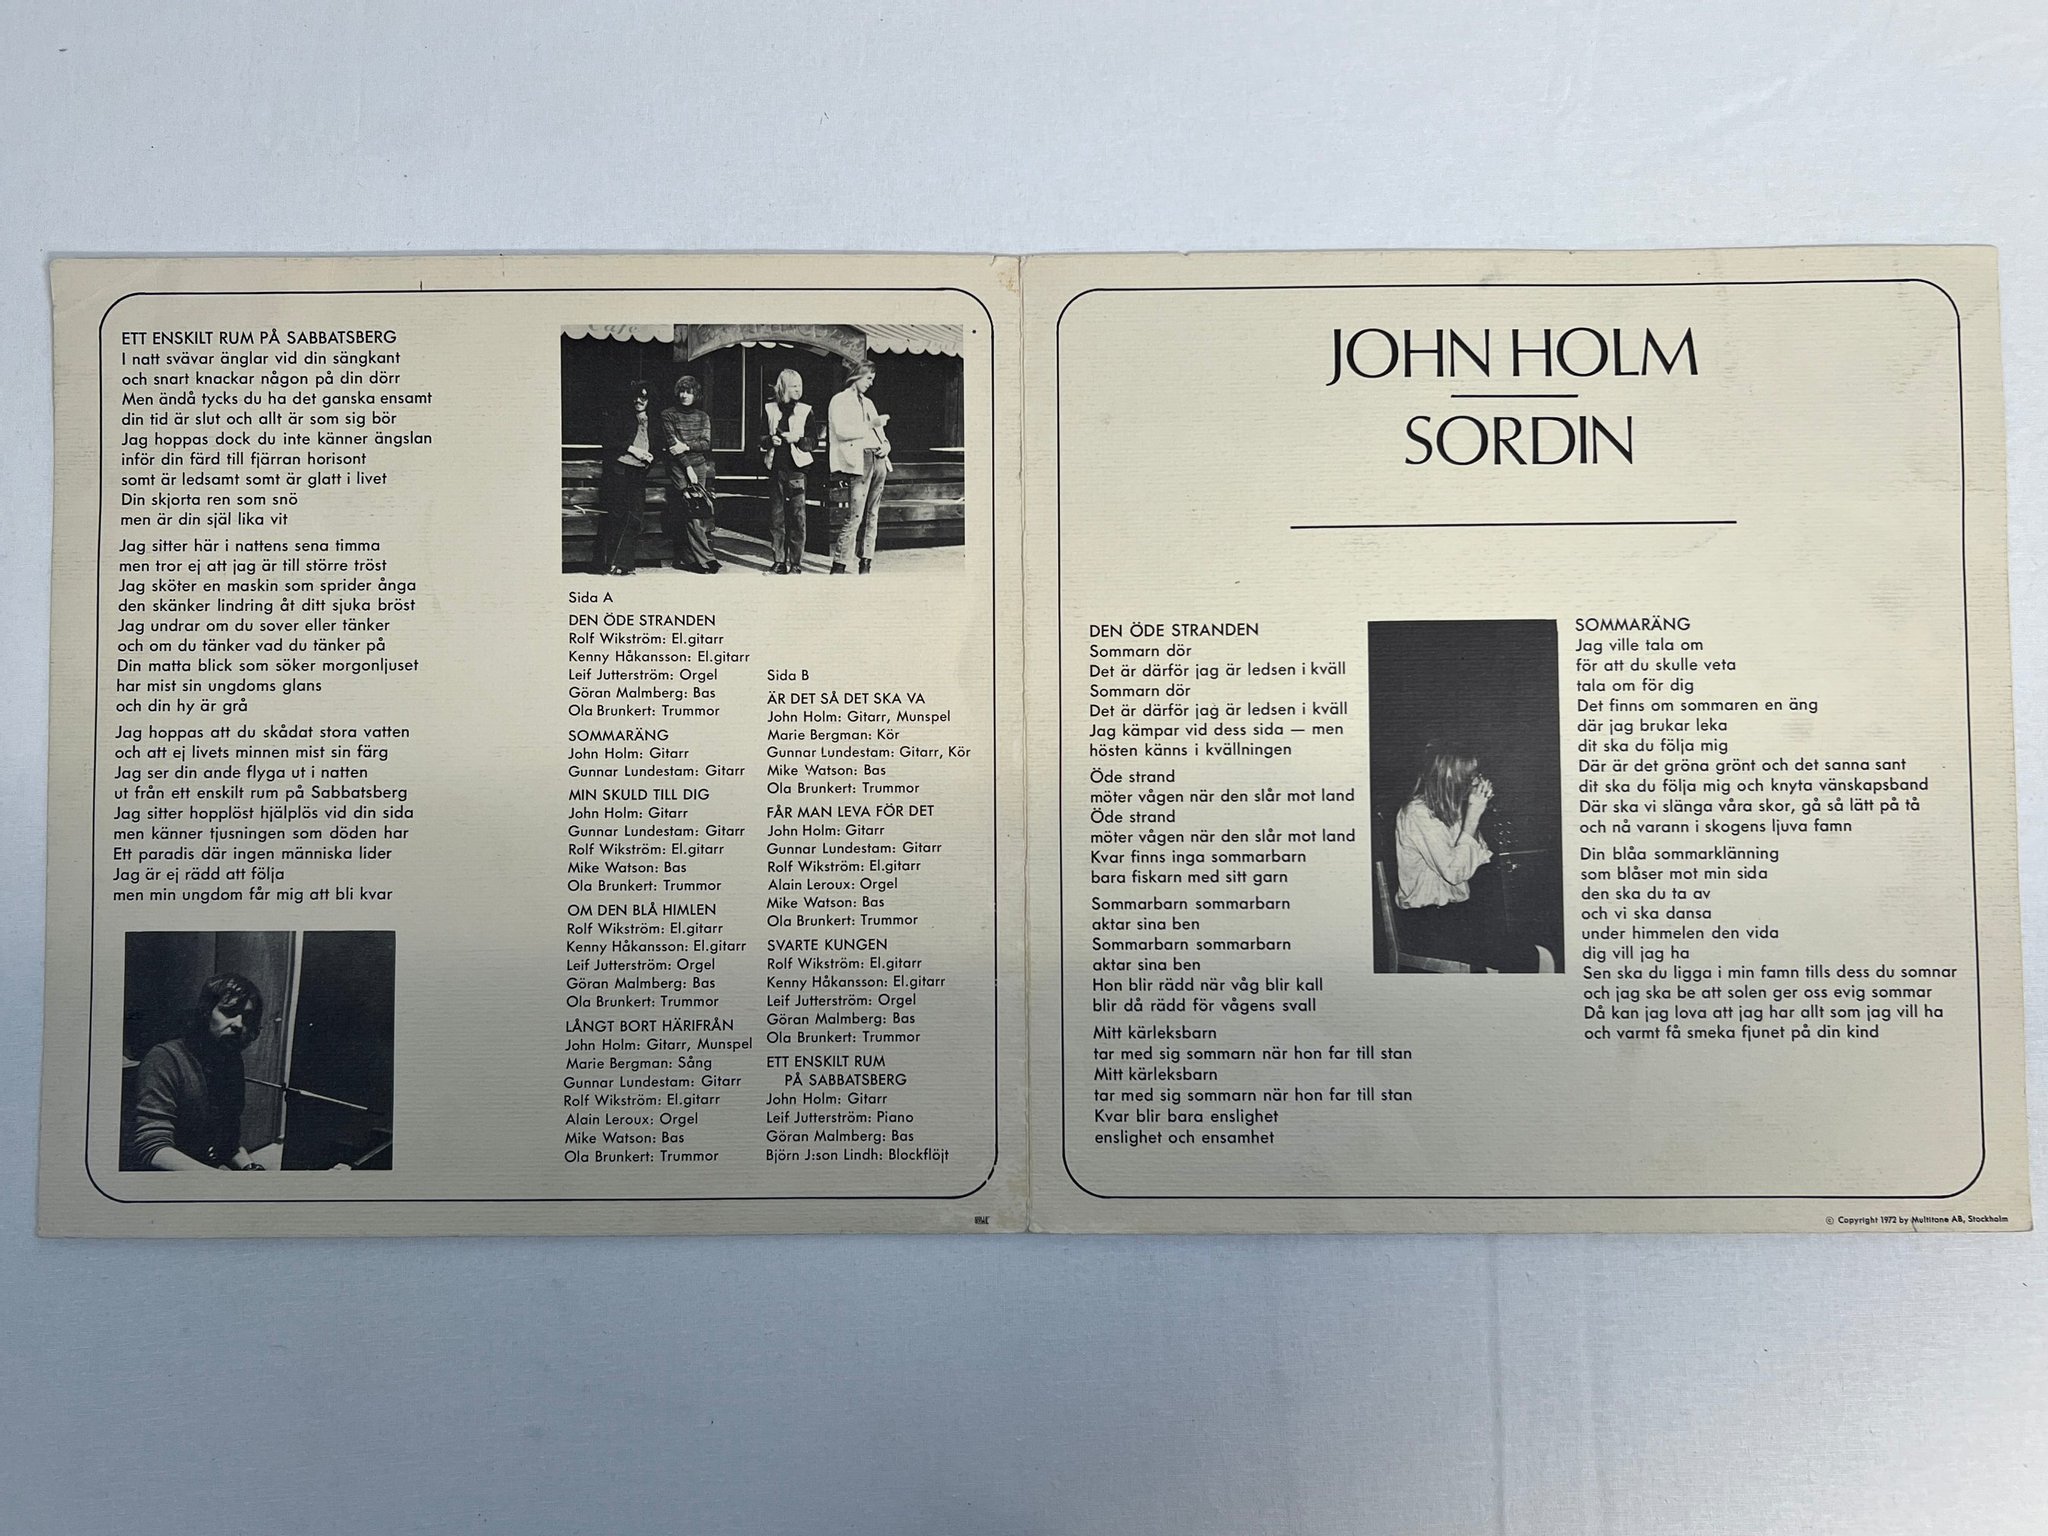 ETT ENSKILT RUM PÅ SABBATSBERG
I natt svävar änglar vid din sängkant
och snart knackar någon på din dörr
Men ändå tycks du ha det ganska ensamt
din tid är slut och allt är som sig bör
Jag hoppas dock du inte känner ängslan
inför din färd till fjärran horisont
somt är ledsamt somt är glatt i livet
Din skjorta ren som snö
men är din själ lika vit
Jag sitter här i nattens sena timma
men tror ej att jag är till större tröst
Jag sköter en maskin som sprider ånga
den skänker lindring åt ditt sjuka bröst
Jag undrar om du sover eller tänker
och om du tänker vad du tänker på
Din matta blick som söker morgonljuset
har mist sin ungdoms glans
och din hy är grå
Jag hoppas att du skådat stora vatten
och att ej livets minnen mist sin färg
Jag ser din ande flyga ut i natten
ut från ett enskilt rum på Sabbatsberg
Jag sitter hopplöst hjälplös vid din sida
men känner tjusningen som döden har
Ett paradis där ingen människa lider
Jag är ej rädd att följa
men min ungdom får mig att bli kvar
Café
Sida A
DEN ÖDE STRANDEN
Rolf Wikström: El.gitarr
Kenny Håkansson: El.gitarr
Leif Jutterström: Orgel
Göran Malmberg: Bas
Ola Brunkert: Trummor
SOMMARÄNG
John Holm: Gitarr
Gunnar Lundestam: Gitarr
MIN SKULD TILL DIG
John Holm: Gitarr
Gunnar Lundestam: Gitarr
Rolf Wikström: El.gitarr
Mike Watson: Bas
Ola Brunkert: Trummor
OM DEN BLÅ HIMLEN
Rolf Wikström: El.gitarr
Kenny Håkansson: El.gitarr
Leif Jutterström: Orgel
Göran Malmberg: Bas
Ola Brunkert: Trummor
LÅNGT BORT HÄRIFRÅN
John Holm: Gitarr, Munspel
Marie Bergman: Sång
Gunnar Lundestam: Gitarr
Rolf Wikström: El.gitarr
Alain Leroux: Orgel
Mike Watson: Bas
Ola Brunkert: Trummor
Sida B
ÄR DET SÅ DET SKA VA
John Holm: Gitarr, Munspel
Marie Bergman: Kör
Gunnar Lundestam: Gitarr, Kör
Mike Watson: Bas
Ola Brunkert: Trummor
FÅR MAN LEVA FÖR DET
John Holm: Gitarr
Gunnar Lundestam: Gitarr
Rolf Wikström: El.gitarr
Alain Leroux: Orgel
Mike Watson: Bas
Ola Brunkert: Trummor
SVARTE KUNGEN
Rolf Wikström: El.gitarr
Kenny Håkansson: El.gitarr
Leif Jutterström: Orgel
Göran Malmberg: Bas
Ola Brunkert: Trummor
ETT ENSKILT RUM
PÅ SABBATSBERG
John Holm: Gitarr
Leif Jutterström: Piano
Göran Malmberg: Bas
Björn J:son Lindh: Blockflöjt
JOHN HOLM
SORDIN
DEN ÖDE STRANDEN
Sommarn dör
Det är därför jag är ledsen i kväll
Sommarn dör
Det är därför jag är ledsen i kväll
Jag kämpar vid dess sida — men
hösten känns i kvällningen
Öde strand
möter vågen när den slår mot land
Öde strand
möter vågen när den slår mot land
Kvar finns inga sommarbarn
bara fiskarn med sitt garn
Sommarbarn sommarbarn
aktar sina ben
Sommarbarn sommarbarn
aktar sina ben
Hon blir rädd när våg blir kall
blir då rädd för vågens svall
Mitt kärleksbarn
tar med sig sommarn när hon far till stan
Mitt kärleksbarn
tar med sig sommarn när hon far till stan
Kvar blir bara enslighet
enslighet och ensamhet
SOMMARÄNG
Jag ville tala om
för att du skulle veta
tala om för dig
Det finns om sommaren en äng
där jag brukar leka
dit ska du följa mig
Där är det gröna grönt och det sanna sant
dit ska du följa mig och knyta vänskapsband
Där ska vi slänga våra skor, gå så lätt på tå
och nå varann i skogens ljuva famn
Din blåa sommarklänning
som blåser mot min sida
den ska du ta av
och vi ska dansa
under himmelen den vida
dig vill jag ha
Sen ska du ligga i min famn tills dess du somnar
och jag ska be att solen ger oss evig sommar
Då kan jag lova att jag har allt som jag vill ha
och varmt få smeka fjunet på din kind
© Copyright 1972 by Multitone AB, Stockholm